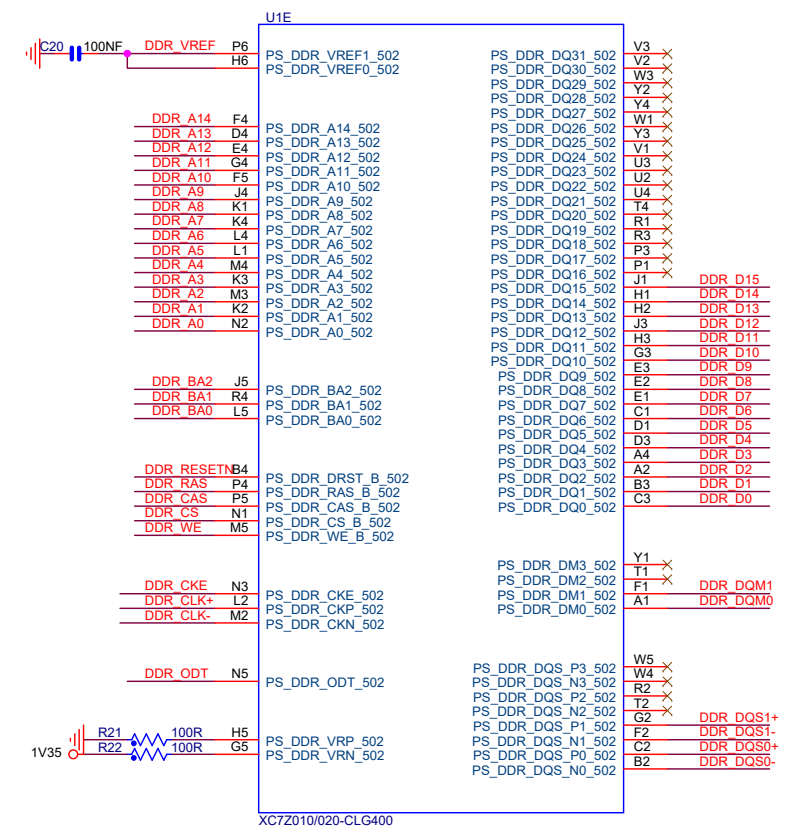 U1E
C20 100NF DDR_VREF P6 PS_DDR_VREF1_502
H6 PS_DDR_VREF0_502
DDR_A14 F4 PS_DDR_A14_502
DDR_A13 D4 PS_DDR_A13_502
DDR_A12 E4 PS_DDR_A12_502
DDR_A11 G4 PS_DDR_A11_502
DDR_A10 F5 PS_DDR_A10_502
DDR_A9 J4 PS_DDR_A9_502
DDR_A8 K1 PS_DDR_A8_502
DDR_A7 K4 PS_DDR_A7_502
DDR_A6 L4 PS_DDR_A6_502
DDR_A5 L1 PS_DDR_A5_502
DDR_A4 M4 PS_DDR_A4_502
DDR_A3 K3 PS_DDR_A3_502
DDR_A2 M3 PS_DDR_A2_502
DDR_A1 K2 PS_DDR_A1_502
DDR_A0 N2 PS_DDR_A0_502
DDR_BA2 J5 PS_DDR_BA2_502
DDR_BA1 R4 PS_DDR_BA1_502
DDR_BA0 L5 PS_DDR_BA0_502
DDR_RESETN B4 PS_DDR_DRST_B_502
DDR_RAS P4 PS_DDR_RAS_B_502
DDR_CAS P5 PS_DDR_CAS_B_502
DDR_CS N1 PS_DDR_CS_B_502
DDR_WE M5 PS_DDR_WE_B_502
DDR_CKE N3 PS_DDR_CKE_502
DDR_CLK+ L2 PS_DDR_CKP_502
DDR_CLK- M2 PS_DDR_CKN_502
DDR_ODT N5 PS_DDR_ODT_502
R21 100R H5 PS_DDR_VRP_502
1V35 R22 100R G5 PS_DDR_VRN_502
PS_DDR_DQ31_502 V3
PS_DDR_DQ30_502 V2
PS_DDR_DQ29_502 W3
PS_DDR_DQ28_502 Y2
PS_DDR_DQ27_502 Y4
PS_DDR_DQ26_502 W1
PS_DDR_DQ25_502 Y3
PS_DDR_DQ24_502 V1
PS_DDR_DQ23_502 U3
PS_DDR_DQ22_502 U2
PS_DDR_DQ21_502 U4
PS_DDR_DQ20_502 T4
PS_DDR_DQ19_502 R1
PS_DDR_DQ18_502 R3
PS_DDR_DQ17_502 P3
PS_DDR_DQ16_502 P1
PS_DDR_DQ15_502 J1 DDR_D15
PS_DDR_DQ14_502 H1 DDR_D14
PS_DDR_DQ13_502 H2 DDR_D13
PS_DDR_DQ12_502 J3 DDR_D12
PS_DDR_DQ11_502 H3 DDR_D11
PS_DDR_DQ10_502 G3 DDR_D10
PS_DDR_DQ9_502 E3 DDR_D9
PS_DDR_DQ8_502 E2 DDR_D8
PS_DDR_DQ7_502 E1 DDR_D7
PS_DDR_DQ6_502 C1 DDR_D6
PS_DDR_DQ5_502 D1 DDR_D5
PS_DDR_DQ4_502 D3 DDR_D4
PS_DDR_DQ3_502 A4 DDR_D3
PS_DDR_DQ2_502 A2 DDR_D2
PS_DDR_DQ1_502 B3 DDR_D1
PS_DDR_DQ0_502 C3 DDR_D0
PS_DDR_DM3_502 Y1
PS_DDR_DM2_502 T1
PS_DDR_DM1_502 F1 DDR_DQM1
PS_DDR_DM0_502 A1 DDR_DQM0
PS_DDR_DQS_P3_502 W5
PS_DDR_DQS_N3_502 W4
PS_DDR_DQS_P2_502 R2
PS_DDR_DQS_N2_502 T2
PS_DDR_DQS_P1_502 G2 DDR_DQS1+
PS_DDR_DQS_N1_502 F2 DDR_DQS1-
PS_DDR_DQS_P0_502 C2 DDR_DQS0+
PS_DDR_DQS_N0_502 B2 DDR_DQS0-
XC7Z010/020-CLG400